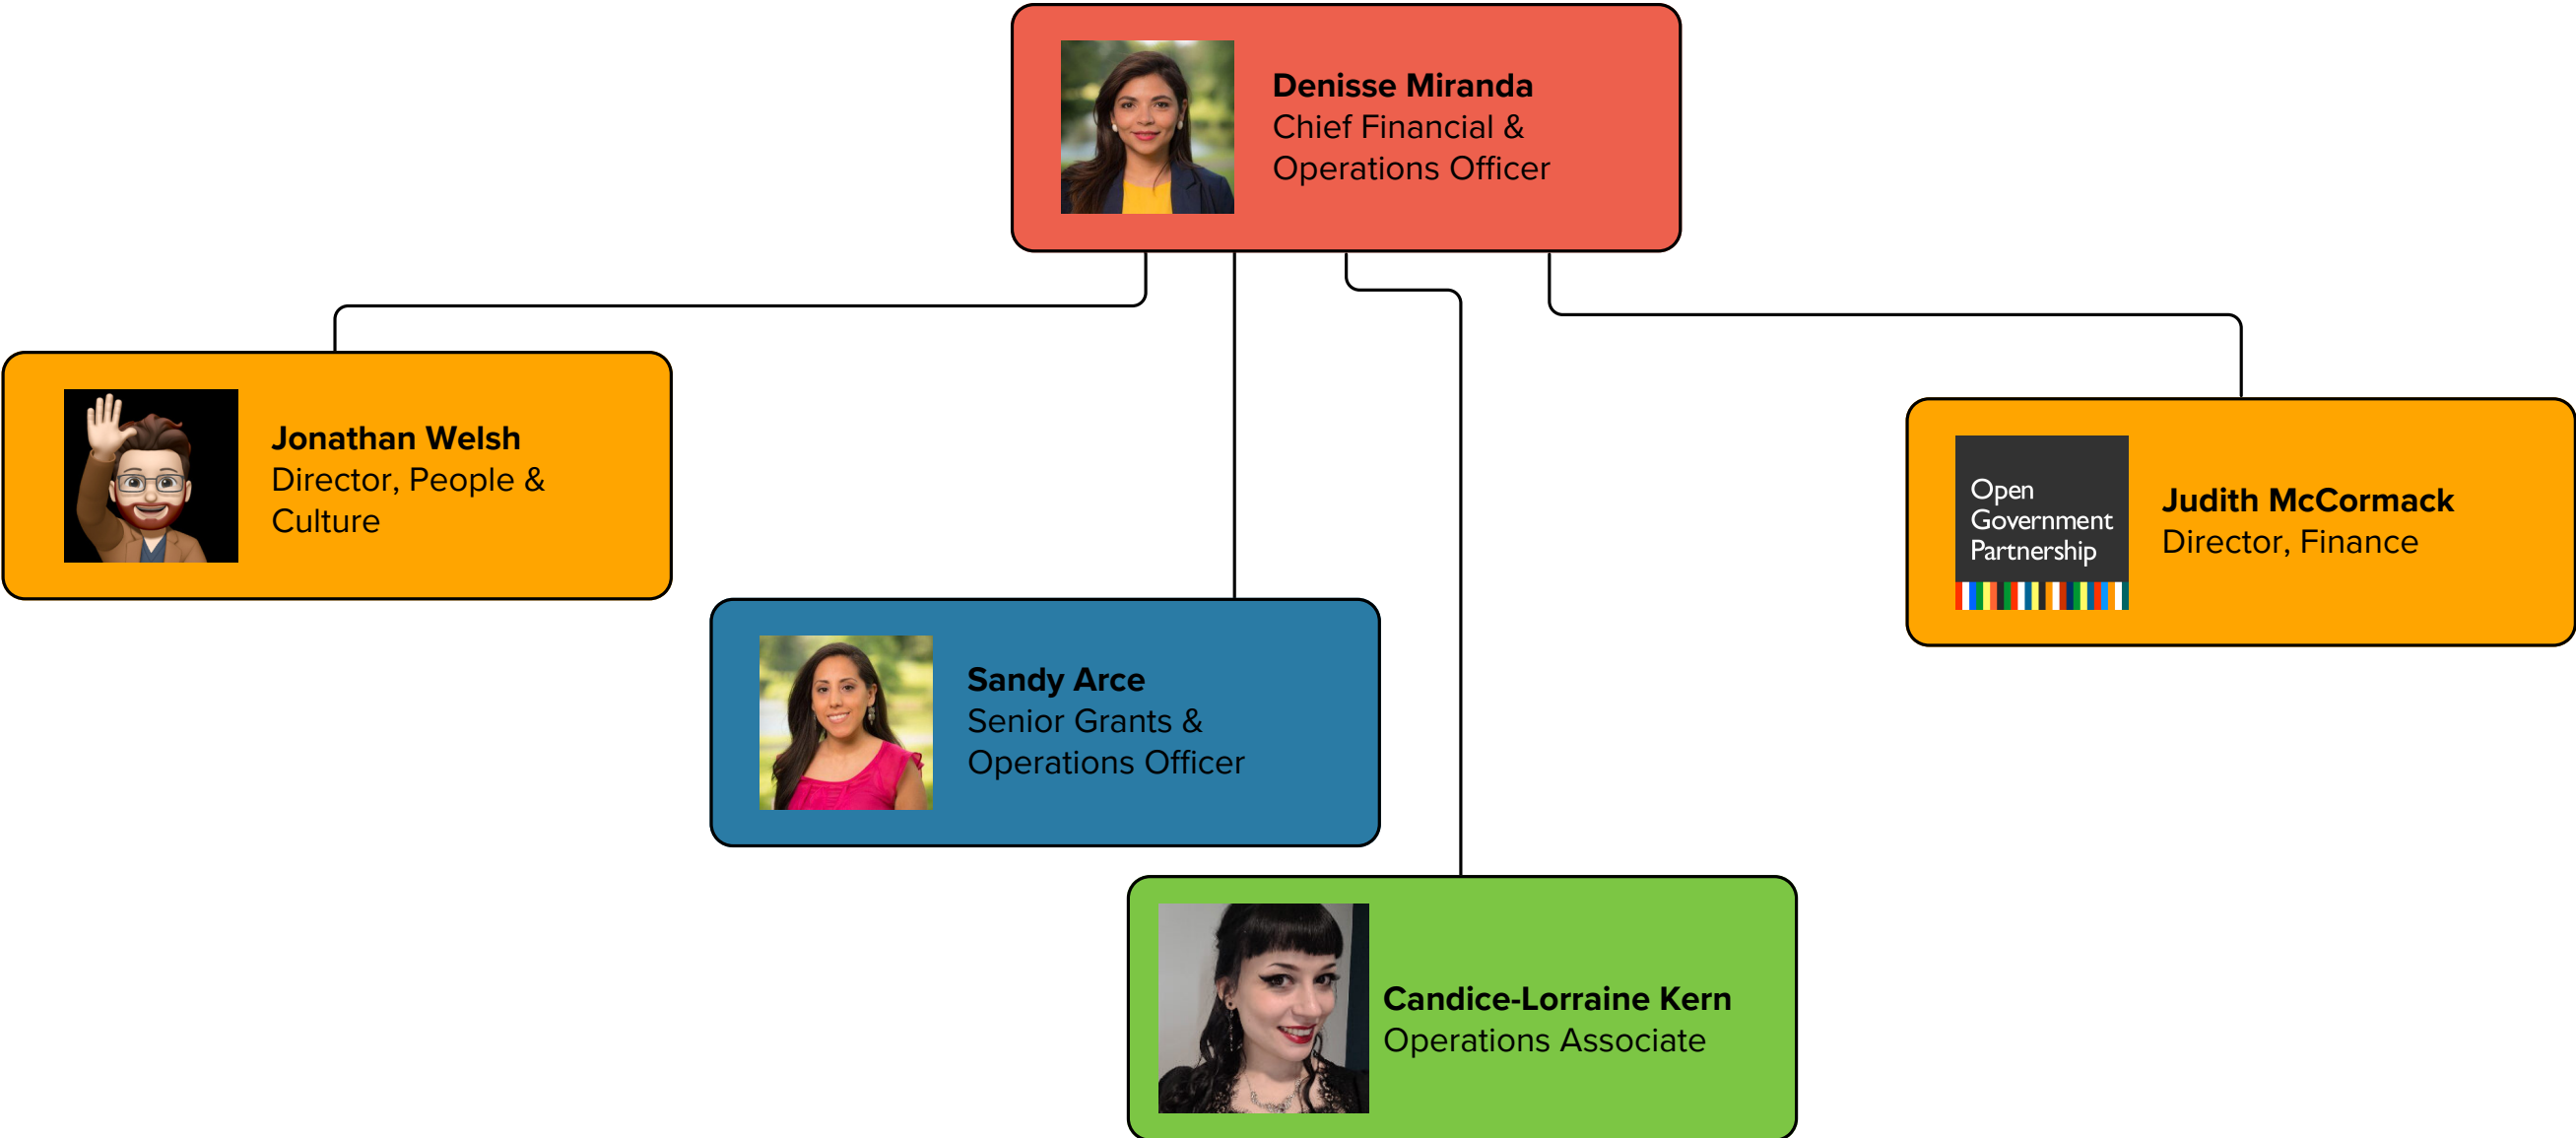 Denisse Miranda
Chief Financial &
Operations Officer
Jonathan Welsh
Director, People &
Culture
Open
Government
Partnership
Judith McCormack
Director, Finance
Sandy Arce
Senior Grants &
Operations Officer
Candice-Lorraine Kern
Operations Associate